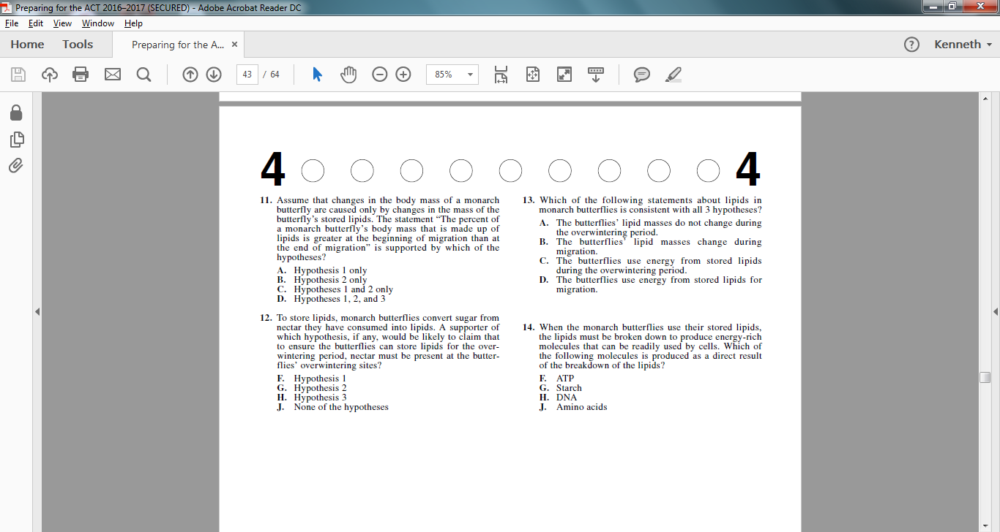 Preparing for the ACT 2016–2017 (SECURED) - Adobe Acrobat Reader DC
File Edit View Window Help
Home Tools Preparing for the A... × ? Kenneth
43 / 64 85%
4 4
11. Assume that changes in the body mass of a monarch
butterfly are caused only by changes in the mass of the
butterfly's stored lipids. The statement “The percent of
a monarch butterfly's body mass that is made up of
lipids is greater at the beginning of migration than at
the end of migration” is supported by which of the
hypotheses?
A. Hypothesis 1 only
B. Hypothesis 2 only
C. Hypotheses 1 and 2 only
D. Hypotheses 1, 2, and 3
12. To store lipids, monarch butterflies convert sugar from
nectar they have consumed into lipids. A supporter of
which hypothesis, if any, would be likely to claim that
to ensure the butterflies can store lipids for the over-
wintering period, nectar must be present at the butter-
flies' overwintering sites?
F. Hypothesis 1
G. Hypothesis 2
H. Hypothesis 3
J. None of the hypotheses
13. Which of the following statements about lipids in
monarch butterflies is consistent with all 3 hypotheses?
A. The butterflies' lipid masses do not change during
the overwintering period.
B. The butterflies' lipid masses change during
migration.
C. The butterflies use energy from stored lipids
during the overwintering period.
D. The butterflies use energy from stored lipids for
migration.
14. When the monarch butterflies use their stored lipids,
the lipids must be broken down to produce energy-rich
molecules that can be readily used by cells. Which of
the following molecules is produced as a direct result
of the breakdown of the lipids?
F. ATP
G. Starch
H. DNA
J. Amino acids